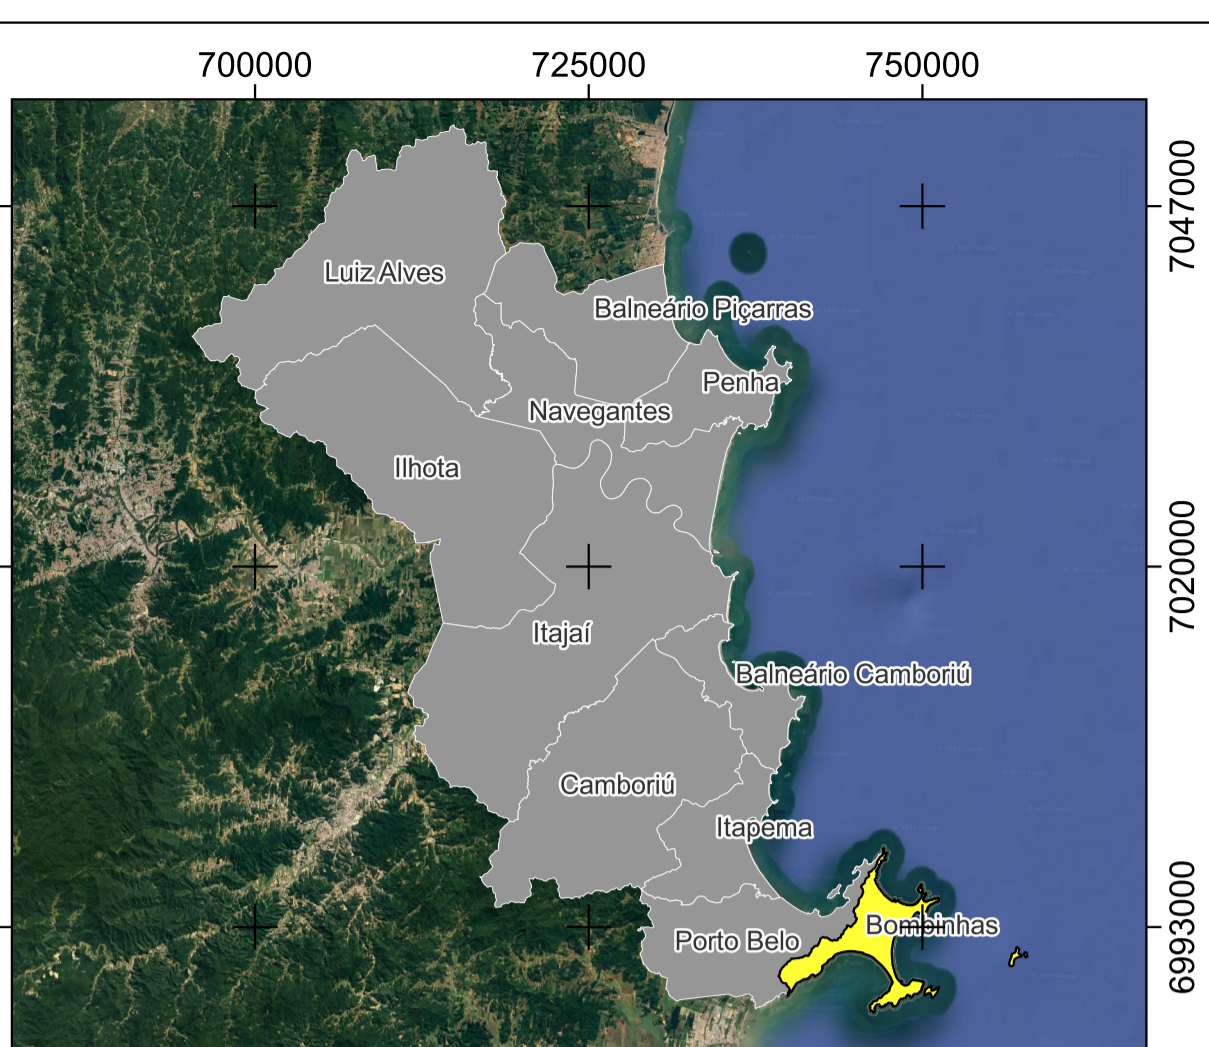 700000 725000 750000
7047000
Luiz Alves
Balneário Piçarras
Penha
Navegantes
Ilhota
7020000
Itajaí
Balneário Camboriú
Camboriú
Itapema
6993000
Bombinhas
Porto Belo